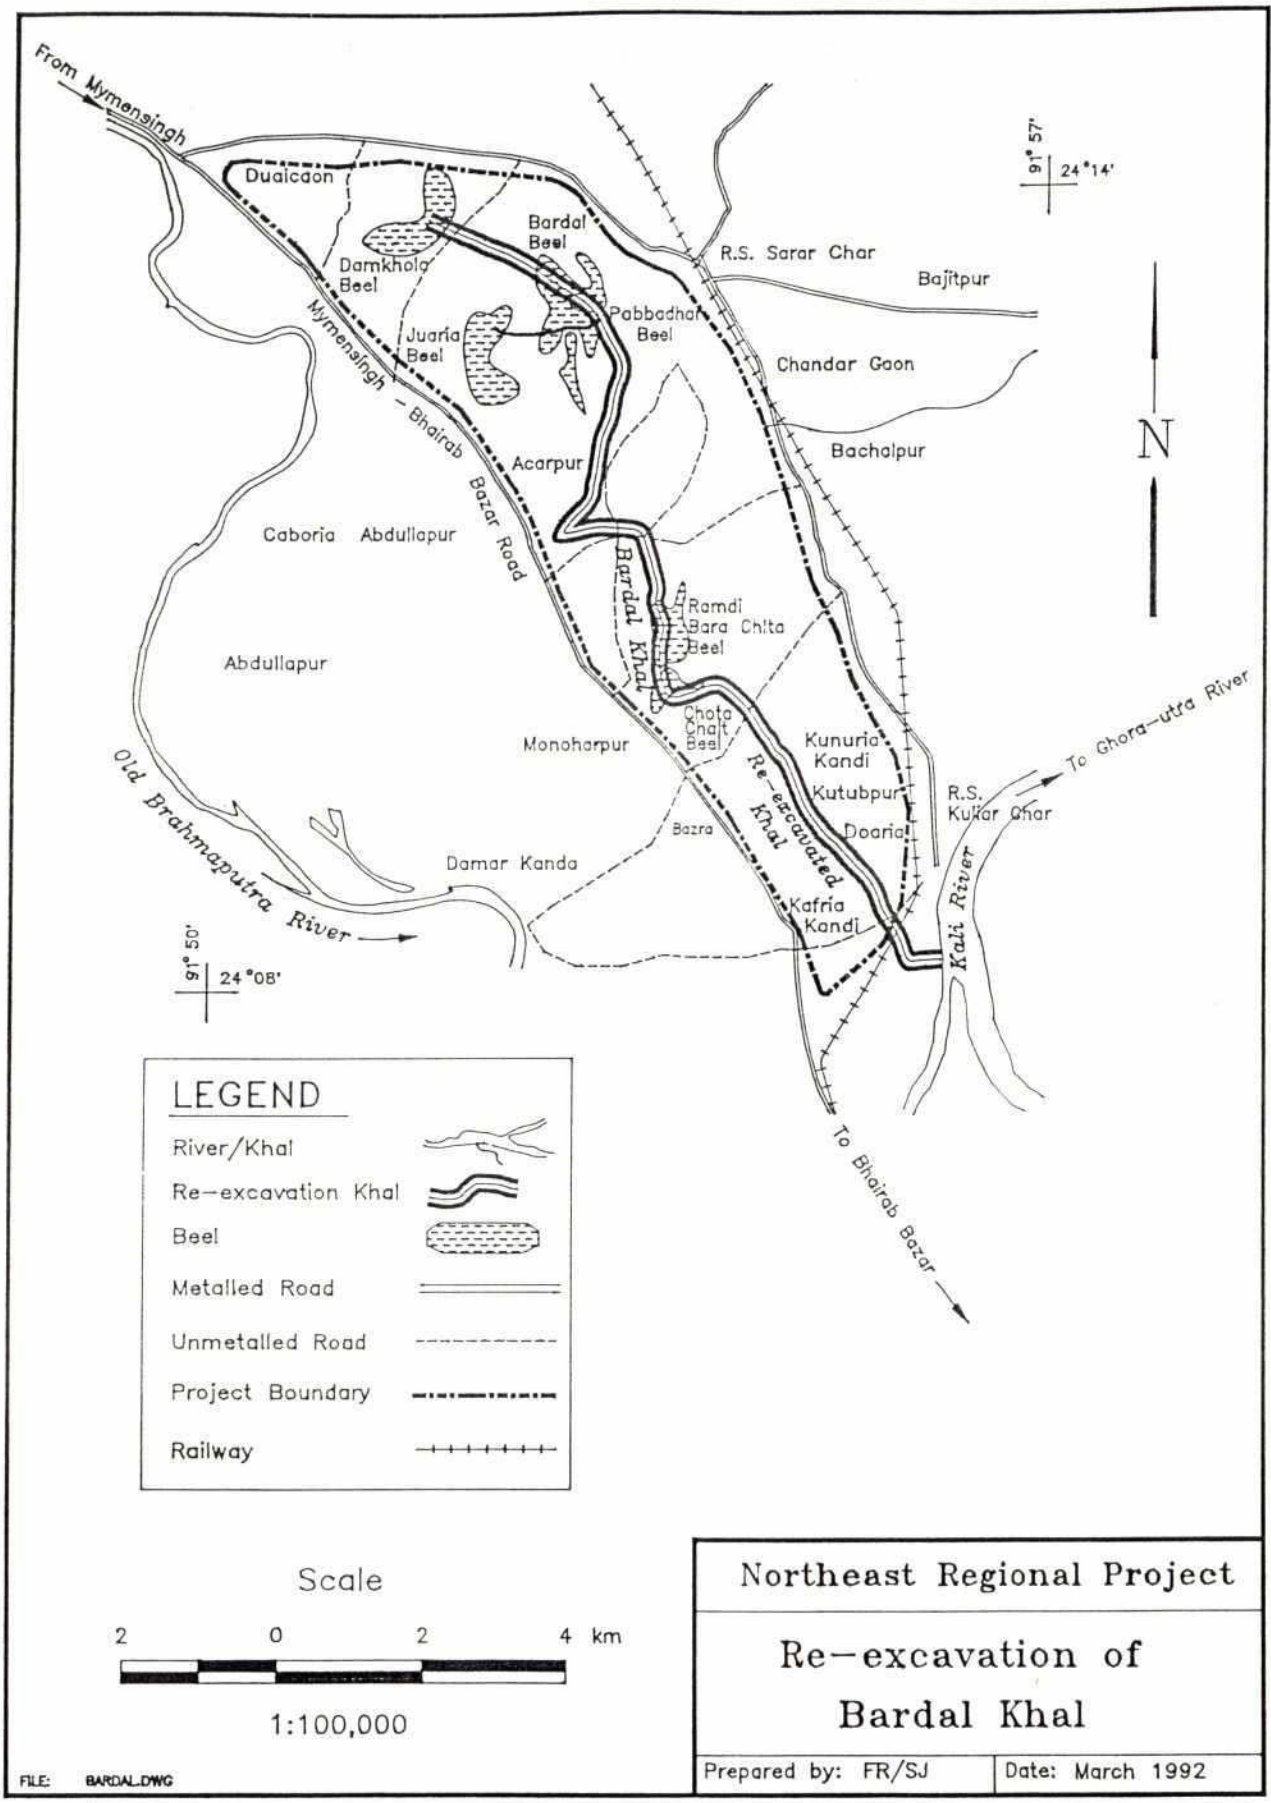 From Mymensingh
91°57'
24°14'
Duaicaon
Bardal
Beel
R.S. Sarar Char
Bajitpur
Damkhola
Beel
Pabbadhar
Beel
Juaria
Beel
Mymensingh – Bhairab Bazar Road
Chandar Gaon
N
Bachalpur
Acarpur
Caboria Abdullapur
Bardal Khal
Ramdi
Bara Chita
Beel
Abdullapur
To Ghora-utra River
Chota
Chalt
Beel
Monoharpur
Kunuria
Kandi
Re-excavated
Khal
Kutubpur
R.S.
Kuliar Char
Old Brahmaputra River
Bazra
Doaria
Damar Kanda
Kafria
Kandi
Kali River
91°50'
24°08'
To Bhairab Bazar
LEGEND
River/Khal
Re-excavation Khal
Beel
Metalled Road
Unmetalled Road
Project Boundary
Railway
Scale
2 0 2 4 km
1:100,000
Northeast Regional Project
Re-excavation of
Bardal Khal
Prepared by: FR/SJ
Date: March 1992
FILE: BARDAL.DWG